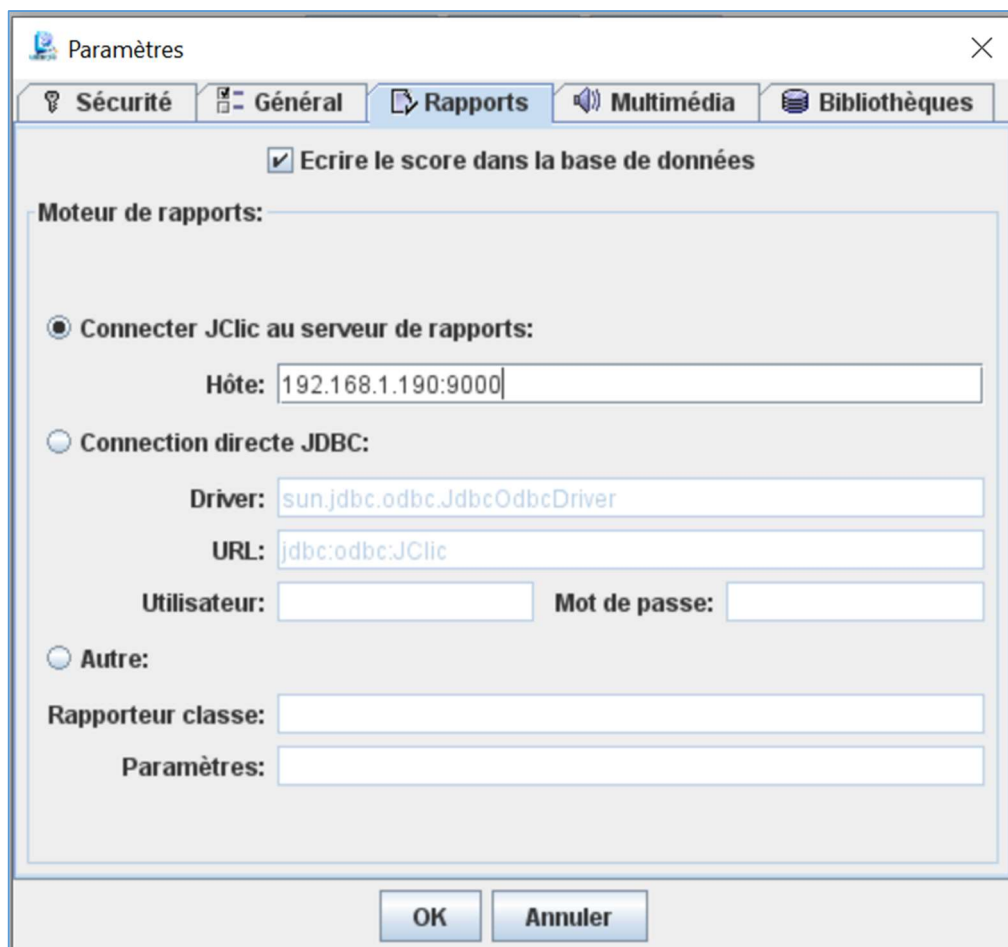 Paramètres
Sécurité Général Rapports Multimédia Bibliothèques
Ecrire le score dans la base de données
Moteur de rapports:
Connecter JClic au serveur de rapports:
Hôte: 192.168.1.190:9000
Connection directe JDBC:
Driver: sun.jdbc.odbc.JdbcOdbcDriver
URL: jdbc:odbc:JClic
Utilisateur: Mot de passe:
Autre:
Rapporteur classe:
Paramètres:
OK Annuler